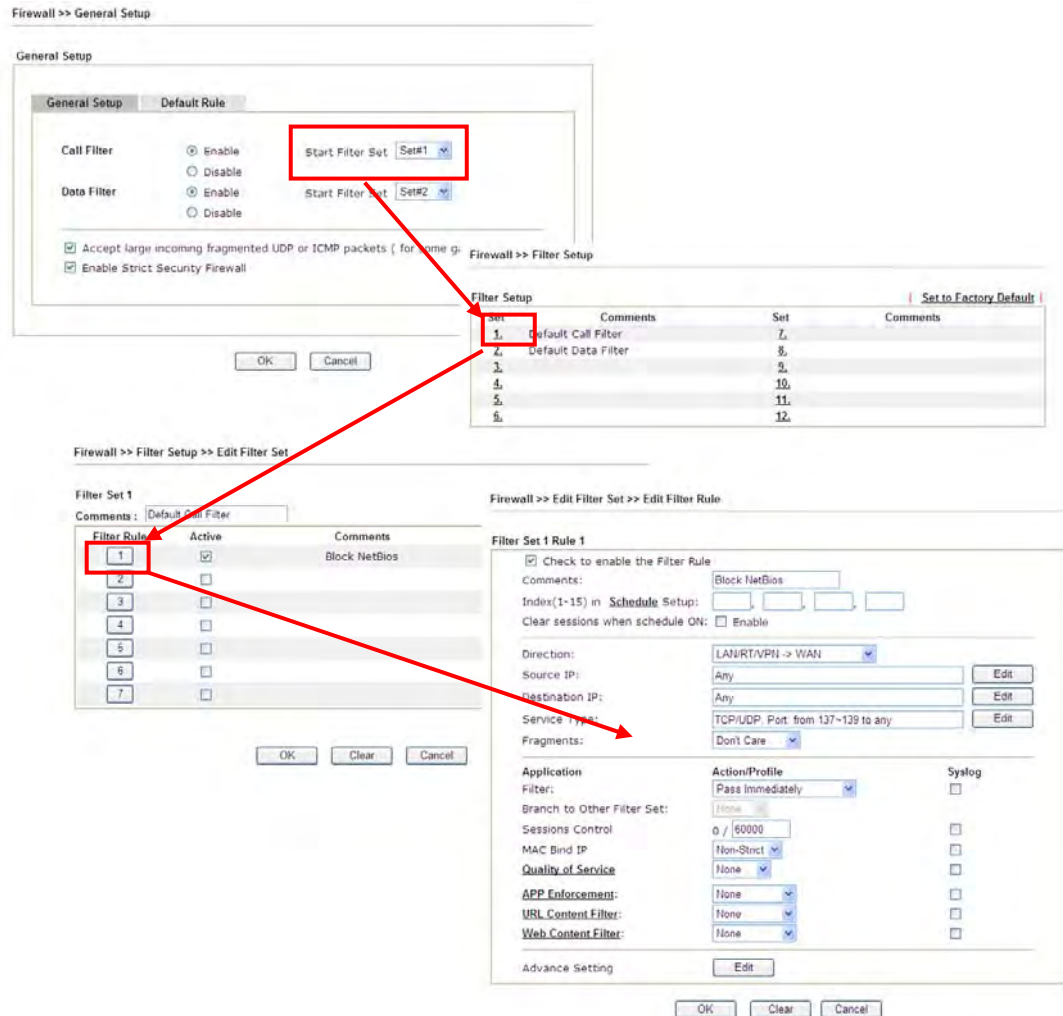 Firewall >> General Setup
General Setup
General Setup Default Rule
Call Filter Enable Start Filter Set Set#1
Disable
Data Filter Enable Start Filter Set Set#2
Disable
Accept large incoming fragmented UDP or ICMP packets ( for some
Enable Strict Security Firewall
OK Cancel
Firewall >> Filter Setup
Filter Setup | Set to Factory Default |
Set Comments Set Comments
1. Default Call Filter 7.
2. Default Data Filter 8.
3. 9.
4. 10.
5. 11.
6. 12.
Firewall >> Filter Setup >> Edit Filter Set
Filter Set 1
Comments : Default Call Filter
Filter Rule Active Comments
1 Block NetBios
2
3
4
5
6
7
OK Clear Cancel
Firewall >> Edit Filter Set >> Edit Filter Rule
Filter Set 1 Rule 1
Check to enable the Filter Rule
Comments: Block NetBios
Index(1-15) in Schedule Setup: , , ,
Clear sessions when schedule ON: Enable
Direction: LAN/RT/VPN -> WAN
Source IP: Any Edit
Destination IP: Any Edit
Service Type: TCP/UDP, Port: from 137~139 to any Edit
Fragments: Don't Care
Application Action/Profile Syslog
Filter: Pass Immediately
Branch to Other Filter Set: None
Sessions Control 0 / 60000
MAC Bind IP Non-Strict
Quality of Service None
APP Enforcement: None
URL Content Filter: None
Web Content Filter: None
Advance Setting Edit
OK Clear Cancel